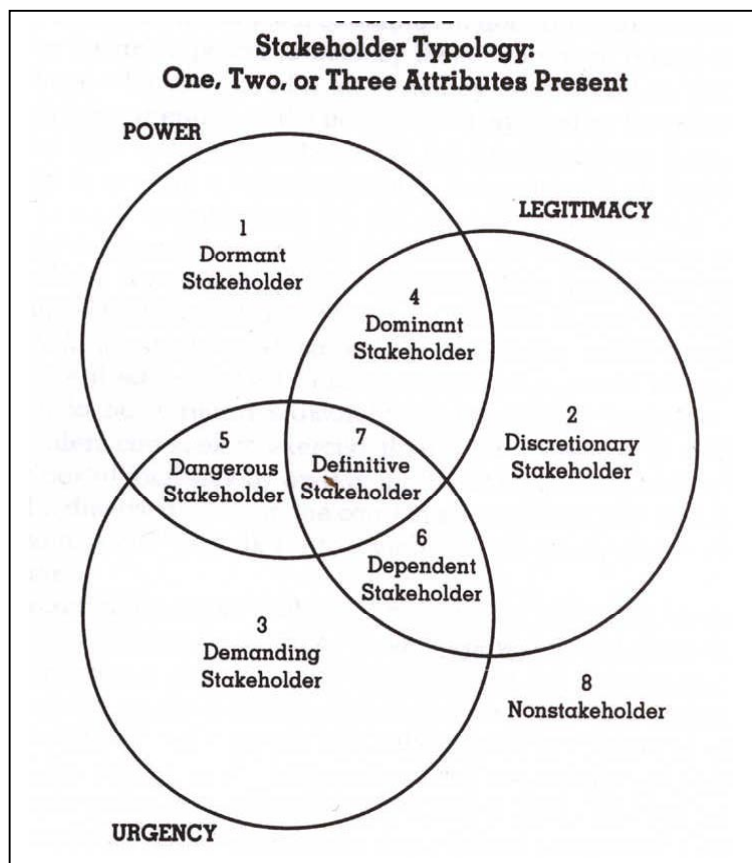 Stakeholder Typology:
One, Two, or Three Attributes Present
POWER
LEGITIMACY
1
Dormant
Stakeholder
4
Dominant
Stakeholder
2
Discretionary
Stakeholder
5
Dangerous
Stakeholder
7
Definitive
Stakeholder
6
Dependent
Stakeholder
3
Demanding
Stakeholder
8
Nonstakeholder
URGENCY